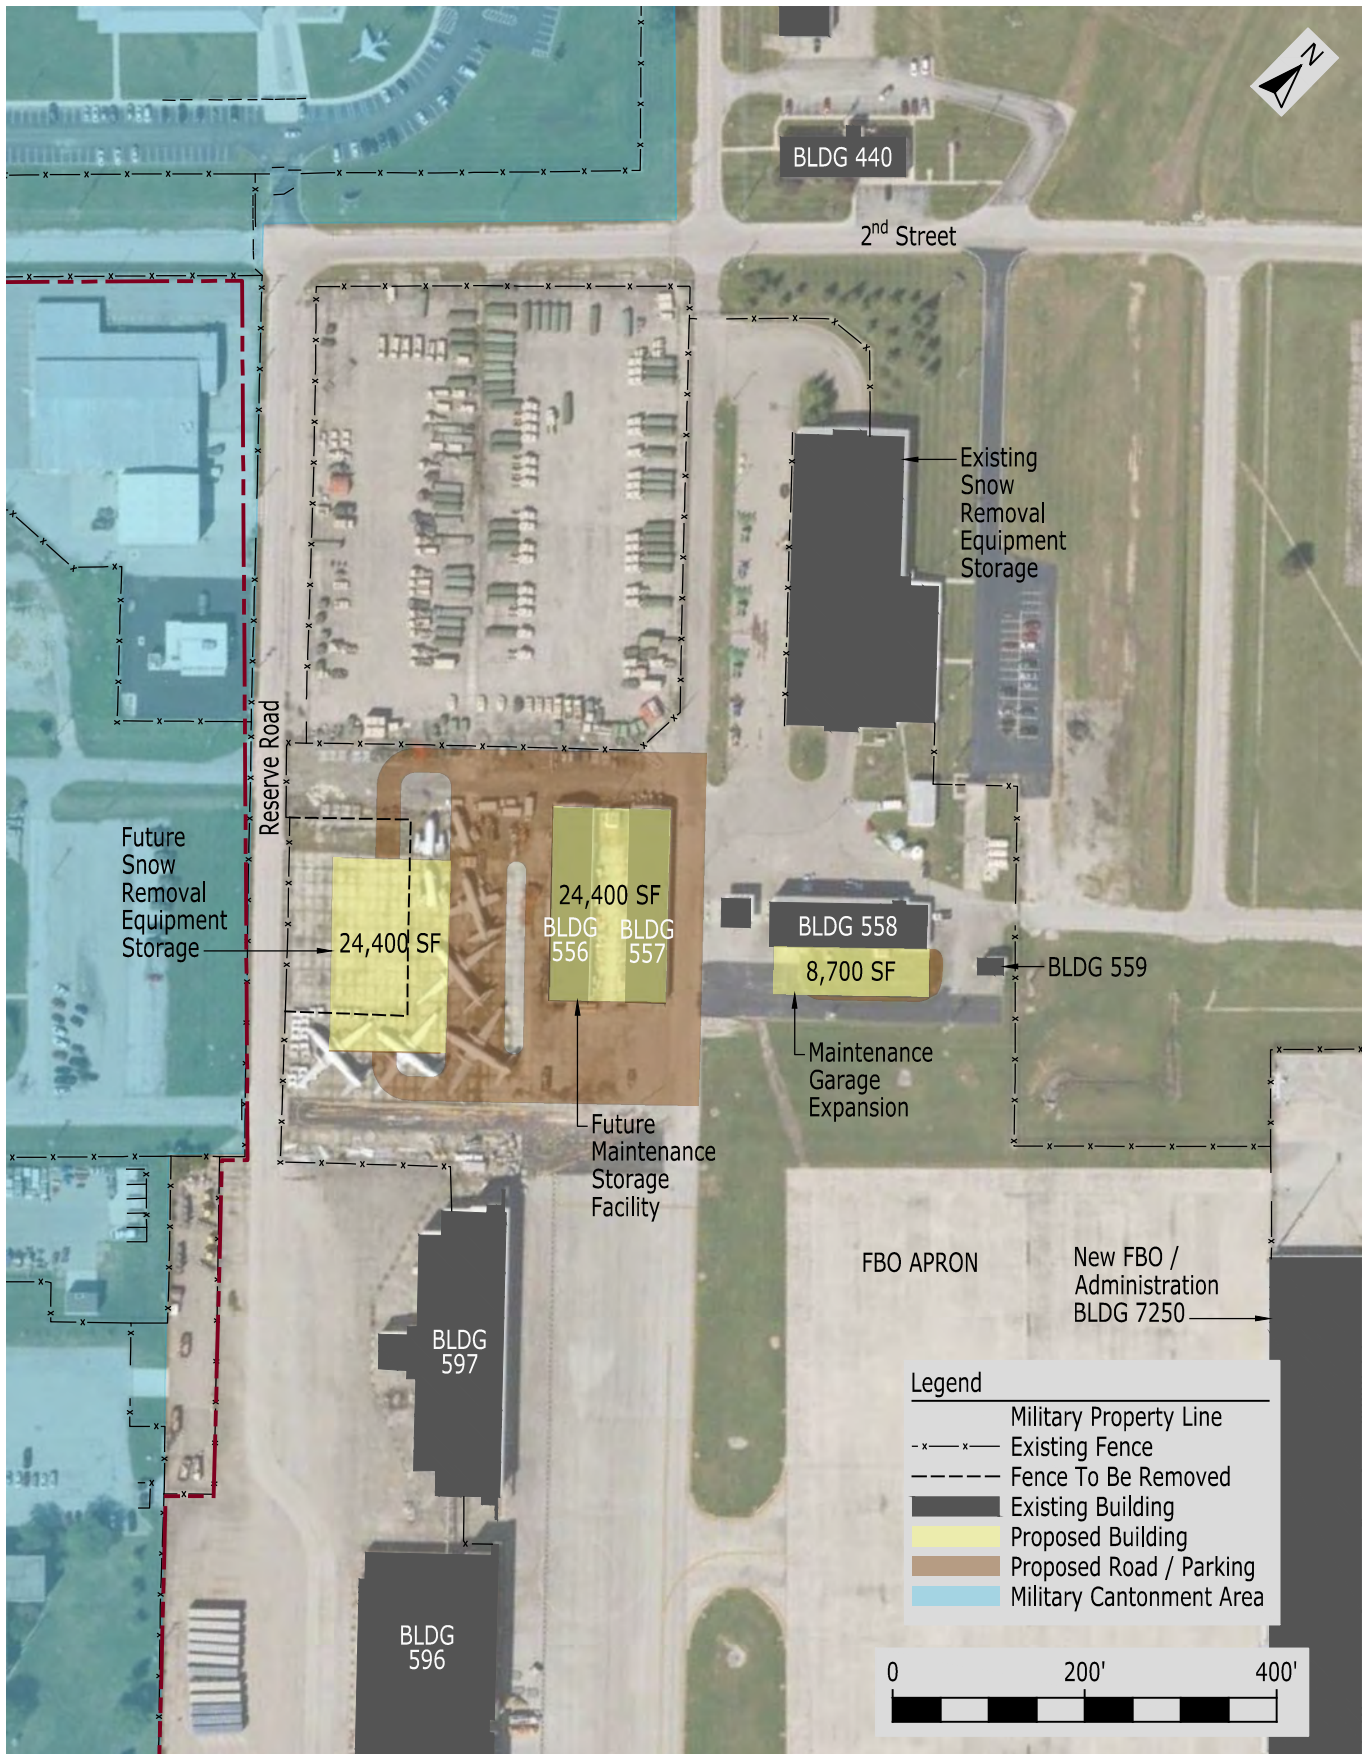 N
BLDG 440
2nd Street
Existing
Snow
Removal
Equipment
Storage
Reserve Road
Future
Snow
Removal
Equipment
Storage
24,400 SF
24,400 SF
BLDG
556
BLDG
557
BLDG 558
8,700 SF
BLDG 559
Maintenance
Garage
Expansion
Future
Maintenance
Storage
Facility
FBO APRON
New FBO /
Administration
BLDG 7250
BLDG
597
BLDG
596
Legend
Military Property Line
Existing Fence
Fence To Be Removed
Existing Building
Proposed Building
Proposed Road / Parking
Military Cantonment Area
0 200' 400'